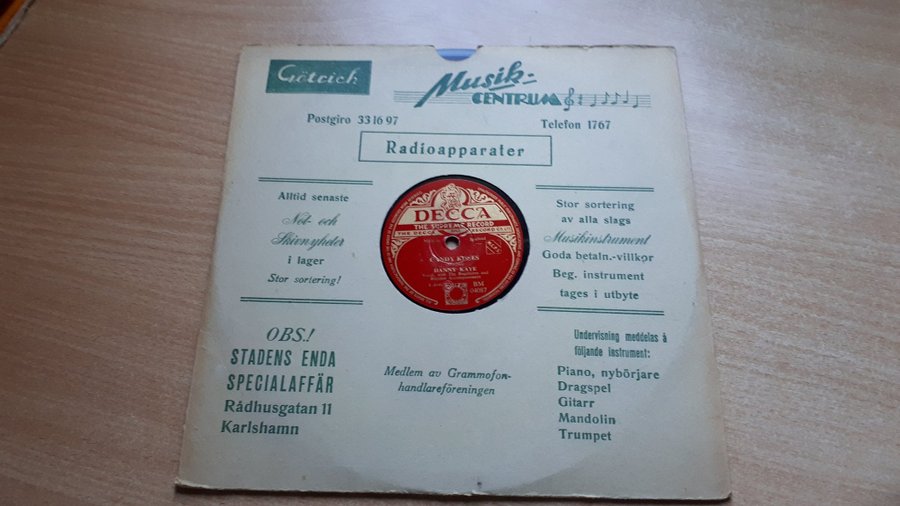 Götrich
Musik-
CENTRUM
Postgiro 33 16 97
Telefon 1767
Radioapparater
Alltid senaste
Not- och
Skivnyheter
i lager
Stor sortering!
Stor sortering
av alla slags
Musikinstrument
Goda betaln.-villkor
Beg. instrument
tages i utbyte
DECCA
THE SUPREME RECORD
CANDY KISSES
DANNY KAYE
BM
04087
OBS.!
STADENS ENDA
SPECIALAFFÄR
Rådhusgatan 11
Karlshamn
Medlem av Grammofon-
handlareföreningen
Undervisning meddelas å
följande instrument:
Piano, nybörjare
Dragspel
Gitarr
Mandolin
Trumpet